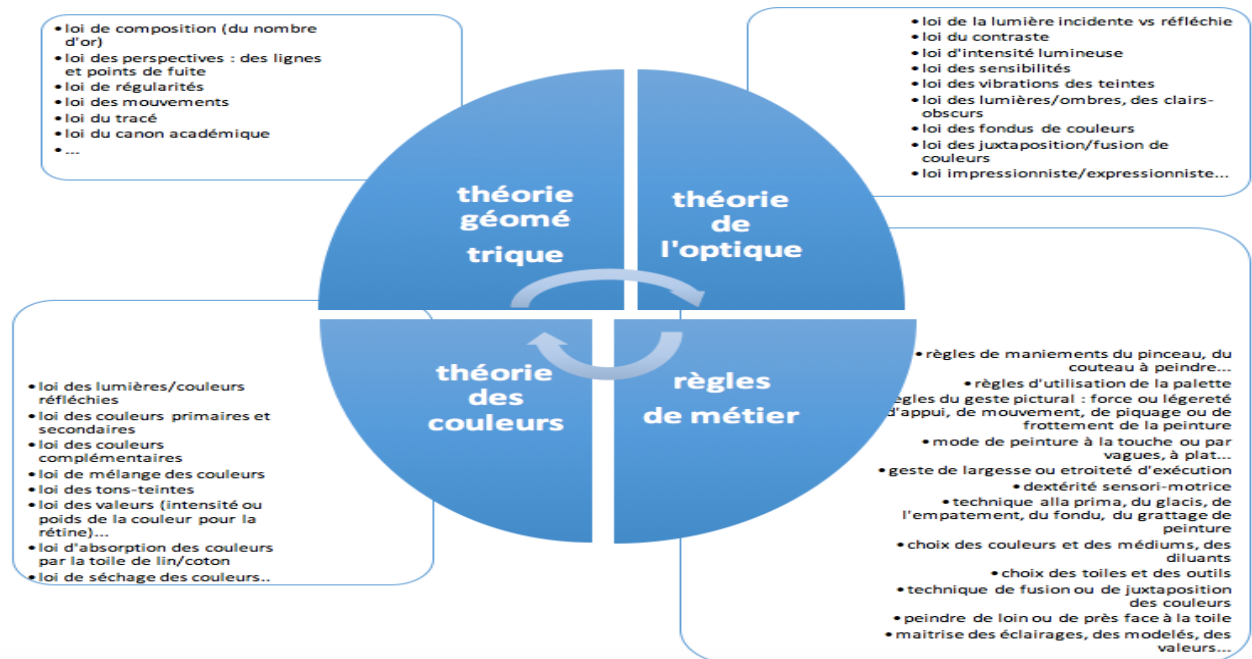 • loi de composition (du nombre
d'or)
• loi des perspectives : des lignes
et points de fuite
• loi de régularités
• loi des mouvements
• loi du tracé
• loi du canon académique
• ...
• loi de la lumière incidente vs réfléchie
• loi du contraste
• loi d'intensité lumineuse
• loi des sensibilités
• loi des vibrations des teintes
• loi des lumières/ombres, des clairs-
obscurs
• loi des fondus de couleurs
• loi des juxtaposition/fusion de
couleurs
• loi impressionniste/expressionniste...
théorie
géomé
trique
théorie
de
l'optique
théorie
des
couleurs
règles
de métier
• loi des lumières/couleurs
réfléchies
• loi des couleurs primaires et
secondaires
• loi des couleurs
complémentaires
• loi de mélange des couleurs
• loi des tons-teintes
• loi des valeurs (intensité ou
poids de la couleur pour la
rétine)...
• loi d'absorption des couleurs
par la toile de lin/coton
• loi de séchage des couleurs..
• règles de maniements du pinceau, du
couteau à peindre...
• règles d'utilisation de la palette
egles du geste pictural : force ou légereté
d'appui, de mouvement, de piquage ou de
frottement de la peinture
• mode de peinture à la touche ou par
vagues, à plat...
• geste de largesse ou etroiteté d'exécution
• dextérité sensori-motrice
• technique alla prima, du glacis, de
l'empatement, du fondu, du grattage de
peinture
• choix des couleurs et des médiums, des
diluants
• choix des toiles et des outils
• technique de fusion ou de juxtaposition
des couleurs
• peindre de loin ou de près face à la toile
• maitrise des éclairages, des modelés, des
valeurs...